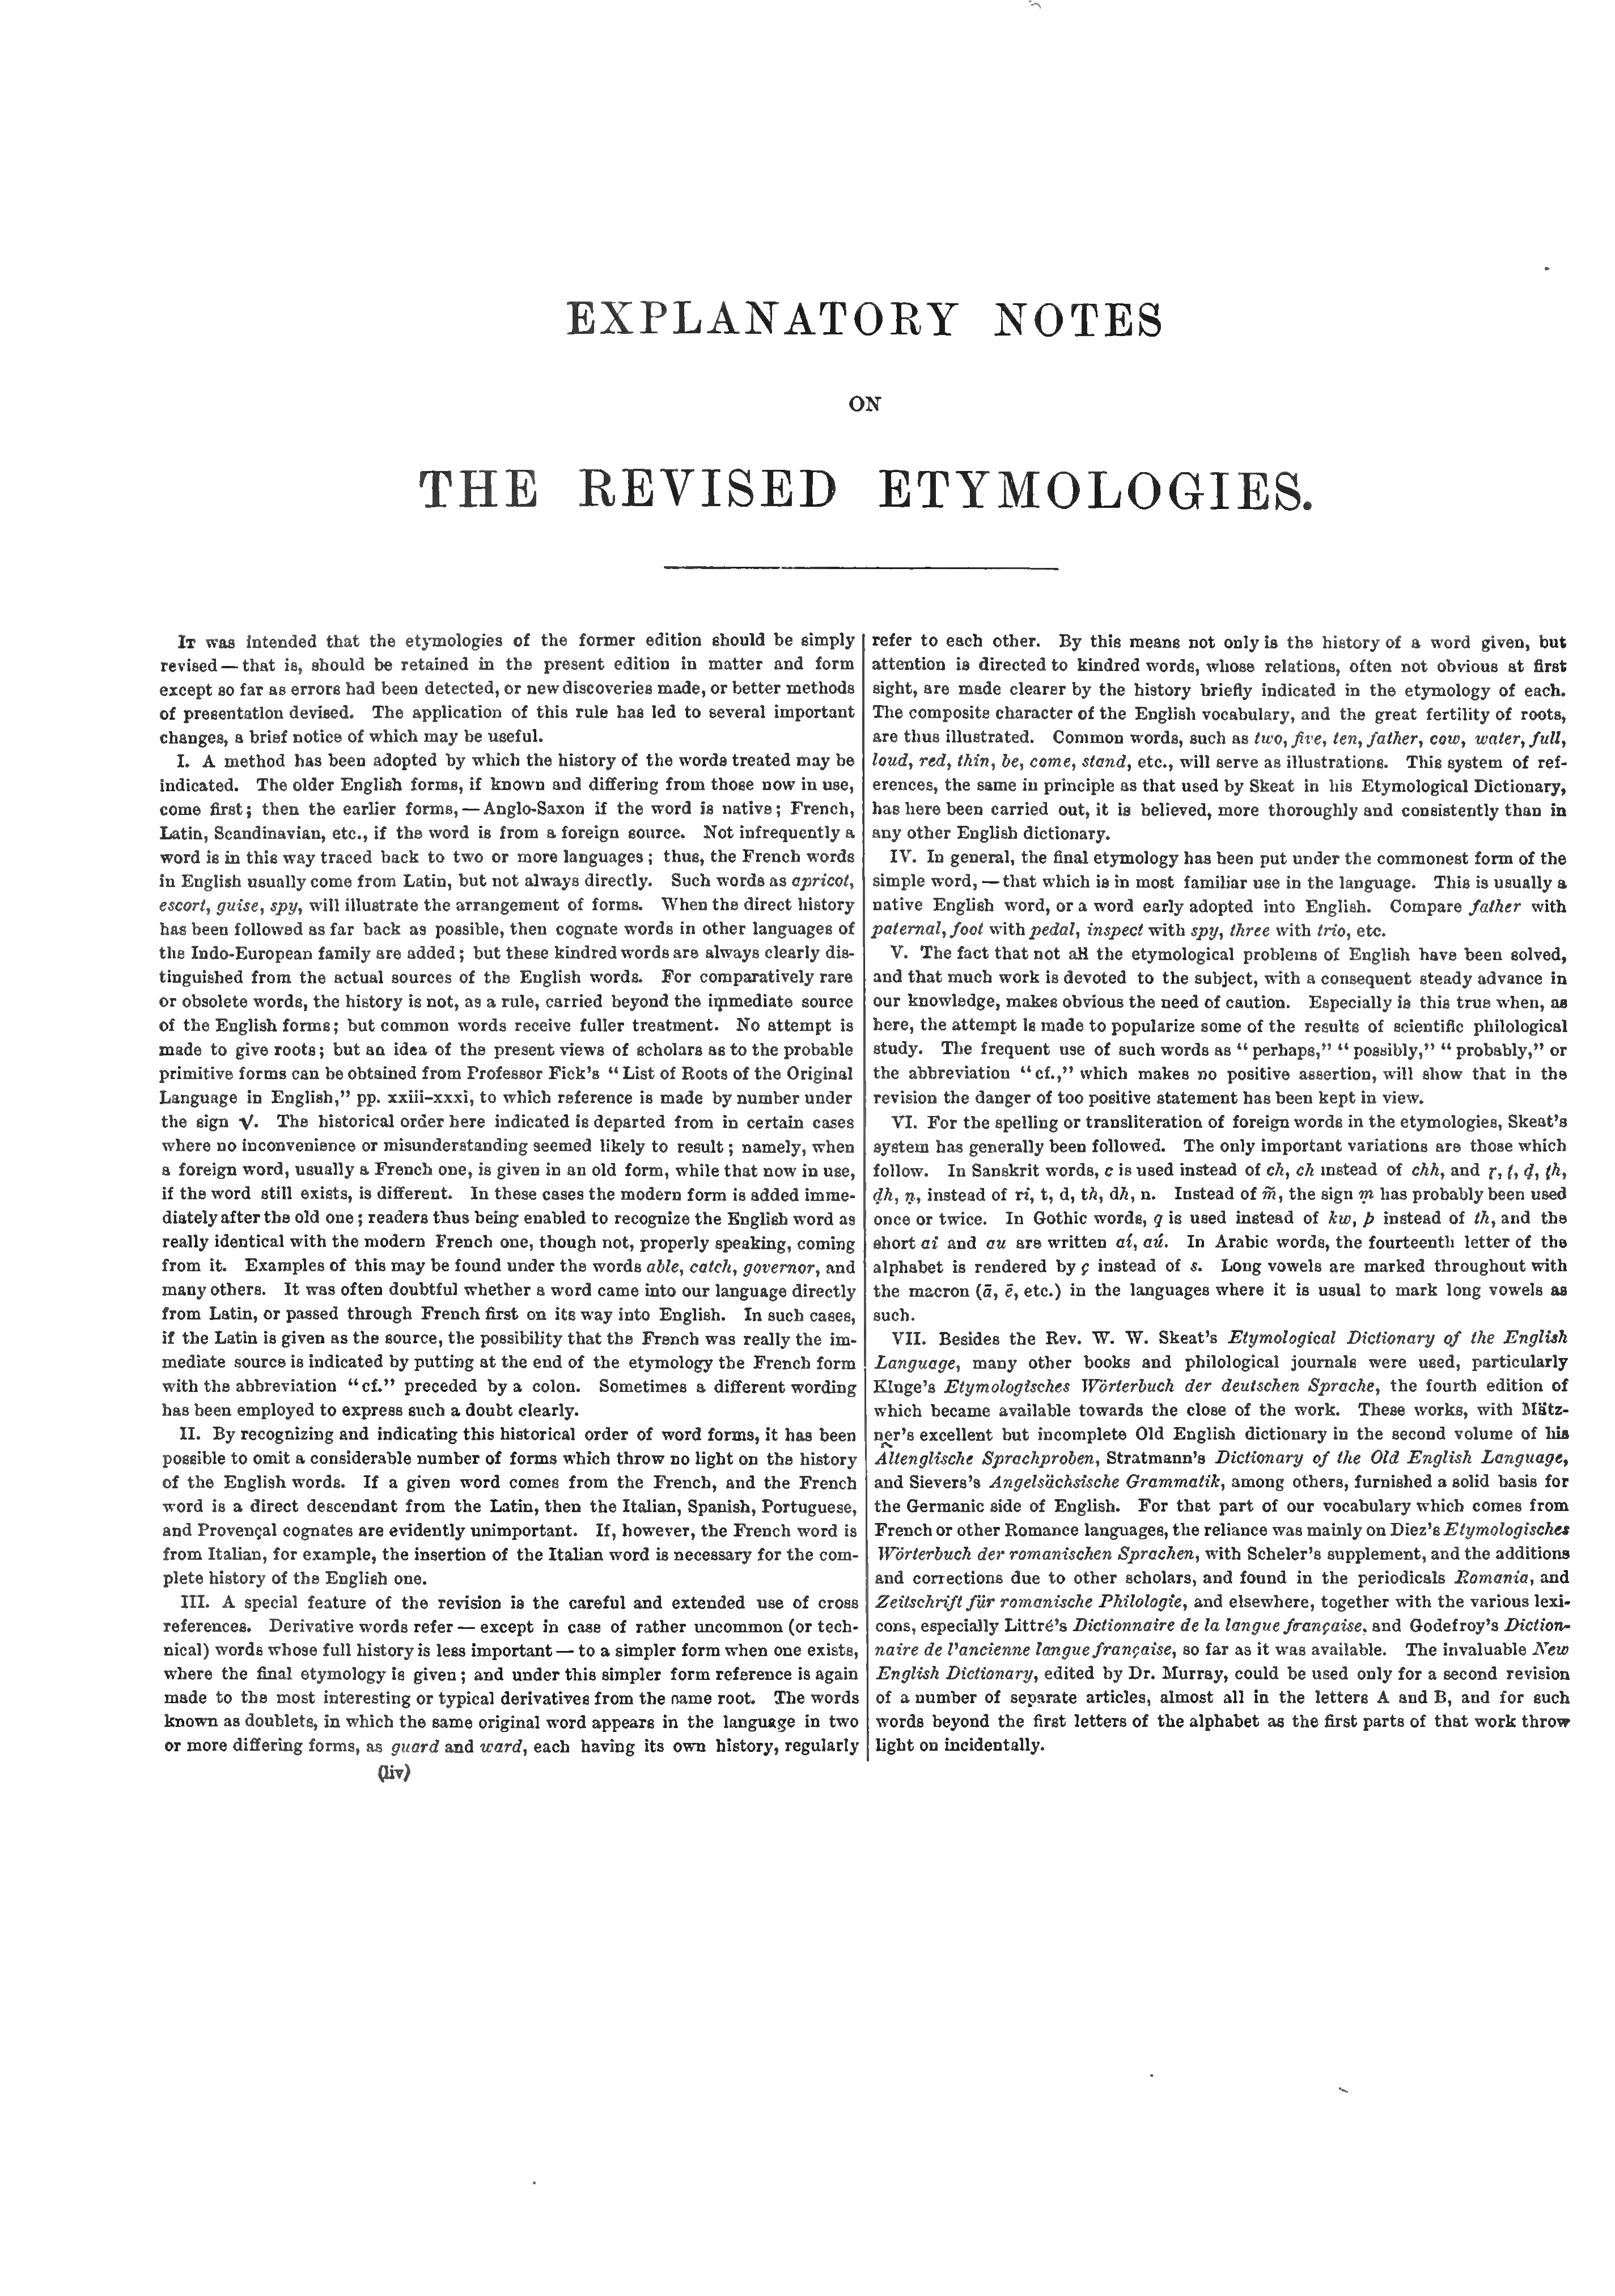 EXPLANATORY NOTES
ON
THE REVISED ETYMOLOGIES.
IT was intended that the etymologies of the former edition should be simply
revised — that is, should be retained in the present edition in matter and form
except so far as errors had been detected, or new discoveries made, or better methods
of presentation devised. The application of this rule has led to several important
changes, a brief notice of which may be useful.
I. A method has been adopted by which the history of the words treated may be
indicated. The older English forms, if known and differing from those now in use,
come first; then the earlier forms, — Anglo-Saxon if the word is native; French,
Latin, Scandinavian, etc., if the word is from a foreign source. Not infrequently a
word is in this way traced back to two or more languages; thus, the French words
in English usually come from Latin, but not always directly. Such words as apricot,
escort, guise, spy, will illustrate the arrangement of forms. When the direct history
has been followed as far back as possible, then cognate words in other languages of
the Indo-European family are added; but these kindred words are always clearly dis-
tinguished from the actual sources of the English words. For comparatively rare
or obsolete words, the history is not, as a rule, carried beyond the immediate source
of the English forms; but common words receive fuller treatment. No attempt is
made to give roots; but an idea of the present views of scholars as to the probable
primitive forms can be obtained from Professor Fick's “List of Roots of the Original
Language in English,” pp. xxiii–xxxi, to which reference is made by number under
the sign √. The historical order here indicated is departed from in certain cases
where no inconvenience or misunderstanding seemed likely to result; namely, when
a foreign word, usually a French one, is given in an old form, while that now in use,
if the word still exists, is different. In these cases the modern form is added imme-
diately after the old one; readers thus being enabled to recognize the English word as
really identical with the modern French one, though not, properly speaking, coming
from it. Examples of this may be found under the words able, catch, governor, and
many others. It was often doubtful whether a word came into our language directly
from Latin, or passed through French first on its way into English. In such cases,
if the Latin is given as the source, the possibility that the French was really the im-
mediate source is indicated by putting at the end of the etymology the French form
with the abbreviation “cf.” preceded by a colon. Sometimes a different wording
has been employed to express such a doubt clearly.
II. By recognizing and indicating this historical order of word forms, it has been
possible to omit a considerable number of forms which throw no light on the history
of the English words. If a given word comes from the French, and the French
word is a direct descendant from the Latin, then the Italian, Spanish, Portuguese,
and Provençal cognates are evidently unimportant. If, however, the French word is
from Italian, for example, the insertion of the Italian word is necessary for the com-
plete history of the English one.
III. A special feature of the revision is the careful and extended use of cross
references. Derivative words refer — except in case of rather uncommon (or tech-
nical) words whose full history is less important — to a simpler form when one exists,
where the final etymology is given; and under this simpler form reference is again
made to the most interesting or typical derivatives from the name root. The words
known as doublets, in which the same original word appears in the language in two
or more differing forms, as guard and ward, each having its own history, regularly
(liv)
refer to each other. By this means not only is the history of a word given, but
attention is directed to kindred words, whose relations, often not obvious at first
sight, are made clearer by the history briefly indicated in the etymology of each.
The composite character of the English vocabulary, and the great fertility of roots,
are thus illustrated. Common words, such as two, five, ten, father, cow, water, full,
loud, red, thin, be, come, stand, etc., will serve as illustrations. This system of ref-
erences, the same in principle as that used by Skeat in his Etymological Dictionary,
has here been carried out, it is believed, more thoroughly and consistently than in
any other English dictionary.
IV. In general, the final etymology has been put under the commonest form of the
simple word, — that which is in most familiar use in the language. This is usually a
native English word, or a word early adopted into English. Compare father with
paternal, foot with pedal, inspect with spy, three with trio, etc.
V. The fact that not all the etymological problems of English have been solved,
and that much work is devoted to the subject, with a consequent steady advance in
our knowledge, makes obvious the need of caution. Especially is this true when, as
here, the attempt is made to popularize some of the results of scientific philological
study. The frequent use of such words as “perhaps,” “possibly,” “probably,” or
the abbreviation “cf.,” which makes no positive assertion, will show that in the
revision the danger of too positive statement has been kept in view.
VI. For the spelling or transliteration of foreign words in the etymologies, Skeat's
system has generally been followed. The only important variations are those which
follow. In Sanskrit words, c is used instead of ch, ch instead of chh, and ṛ, ṭ, ḍ, ṭh,
ḍh, ṇ, instead of ri, t, d, th, dh, n. Instead of m̃, the sign ṃ has probably been used
once or twice. In Gothic words, q is used instead of kw, þ instead of th, and the
short ai and au are written aí, aú. In Arabic words, the fourteenth letter of the
alphabet is rendered by ç instead of s. Long vowels are marked throughout with
the macron (ā, ē, etc.) in the languages where it is usual to mark long vowels as
such.
VII. Besides the Rev. W. W. Skeat's Etymological Dictionary of the English
Language, many other books and philological journals were used, particularly
Kluge's Etymologisches Wörterbuch der deutschen Sprache, the fourth edition of
which became available towards the close of the work. These works, with Mätz-
ner's excellent but incomplete Old English dictionary in the second volume of his
Altenglische Sprachproben, Stratmann's Dictionary of the Old English Language,
and Sievers's Angelsächsische Grammatik, among others, furnished a solid basis for
the Germanic side of English. For that part of our vocabulary which comes from
French or other Romance languages, the reliance was mainly on Diez's Etymologisches
Wörterbuch der romanischen Sprachen, with Scheler's supplement, and the additions
and corrections due to other scholars, and found in the periodicals Romania, and
Zeitschrift für romanische Philologie, and elsewhere, together with the various lexi-
cons, especially Littré's Dictionnaire de la langue française, and Godefroy's Diction-
naire de l'ancienne langue française, so far as it was available. The invaluable New
English Dictionary, edited by Dr. Murray, could be used only for a second revision
of a number of separate articles, almost all in the letters A and B, and for such
words beyond the first letters of the alphabet as the first parts of that work throw
light on incidentally.